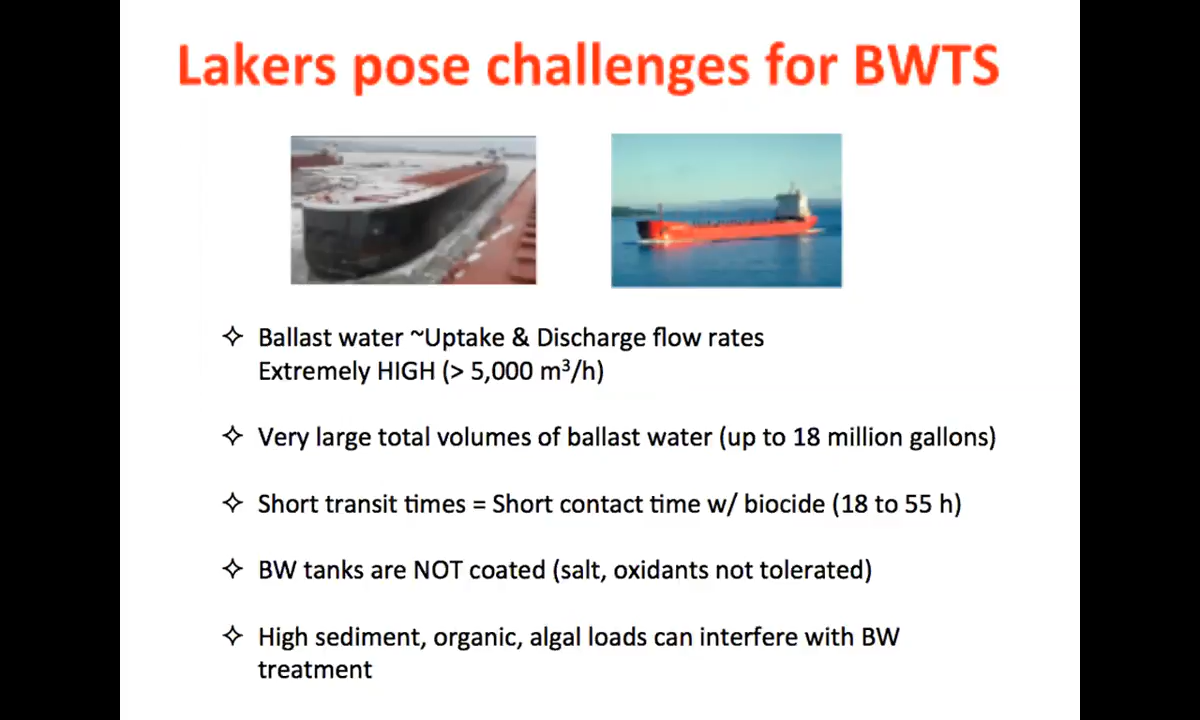 Lakers pose challenges for BWTS
✧ Ballast water ~Uptake & Discharge flow rates
Extremely HIGH (> 5,000 m³/h)
✧ Very large total volumes of ballast water (up to 18 million gallons)
✧ Short transit times = Short contact time w/ biocide (18 to 55 h)
✧ BW tanks are NOT coated (salt, oxidants not tolerated)
✧ High sediment, organic, algal loads can interfere with BW
treatment